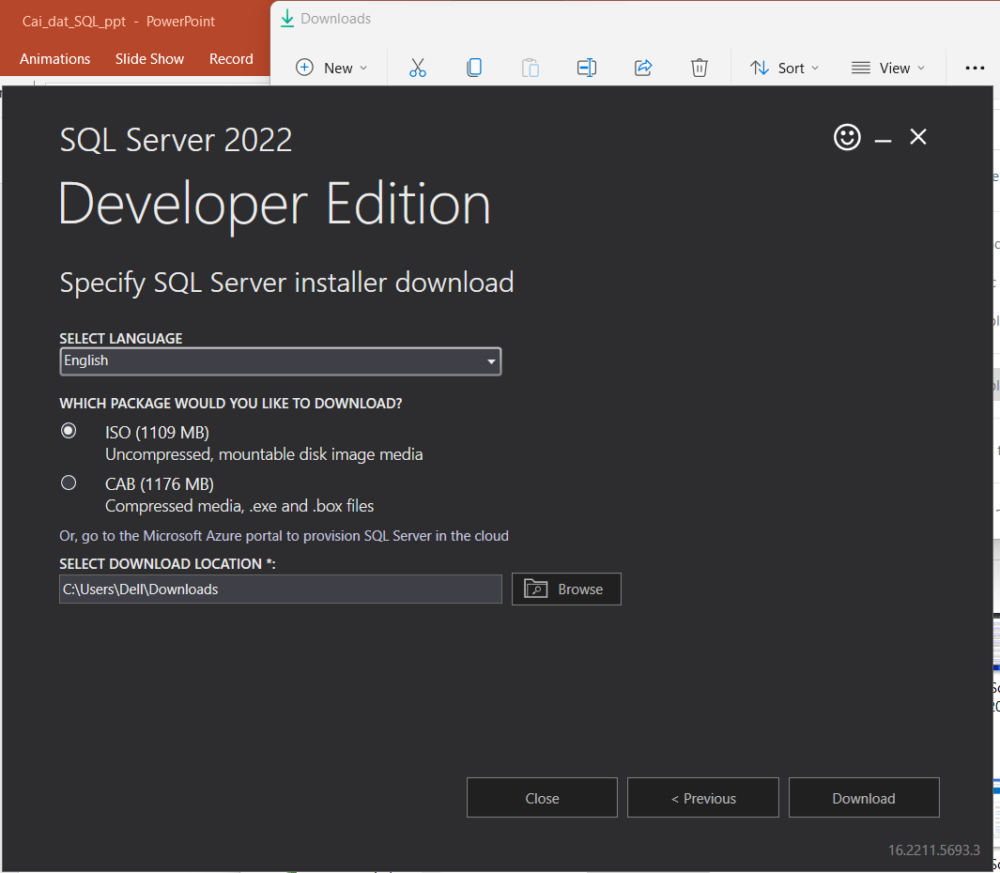 Cai_dat_SQL_ppt - PowerPoint
Downloads
Animations Slide Show Record
New Sort View
SQL Server 2022
Developer Edition
Specify SQL Server installer download
SELECT LANGUAGE
English
WHICH PACKAGE WOULD YOU LIKE TO DOWNLOAD?
ISO (1109 MB)
Uncompressed, mountable disk image media
CAB (1176 MB)
Compressed media, .exe and .box files
Or, go to the Microsoft Azure portal to provision SQL Server in the cloud
SELECT DOWNLOAD LOCATION *:
C:\Users\Dell\Downloads
Browse
Close
< Previous
Download
16.2211.5693.3